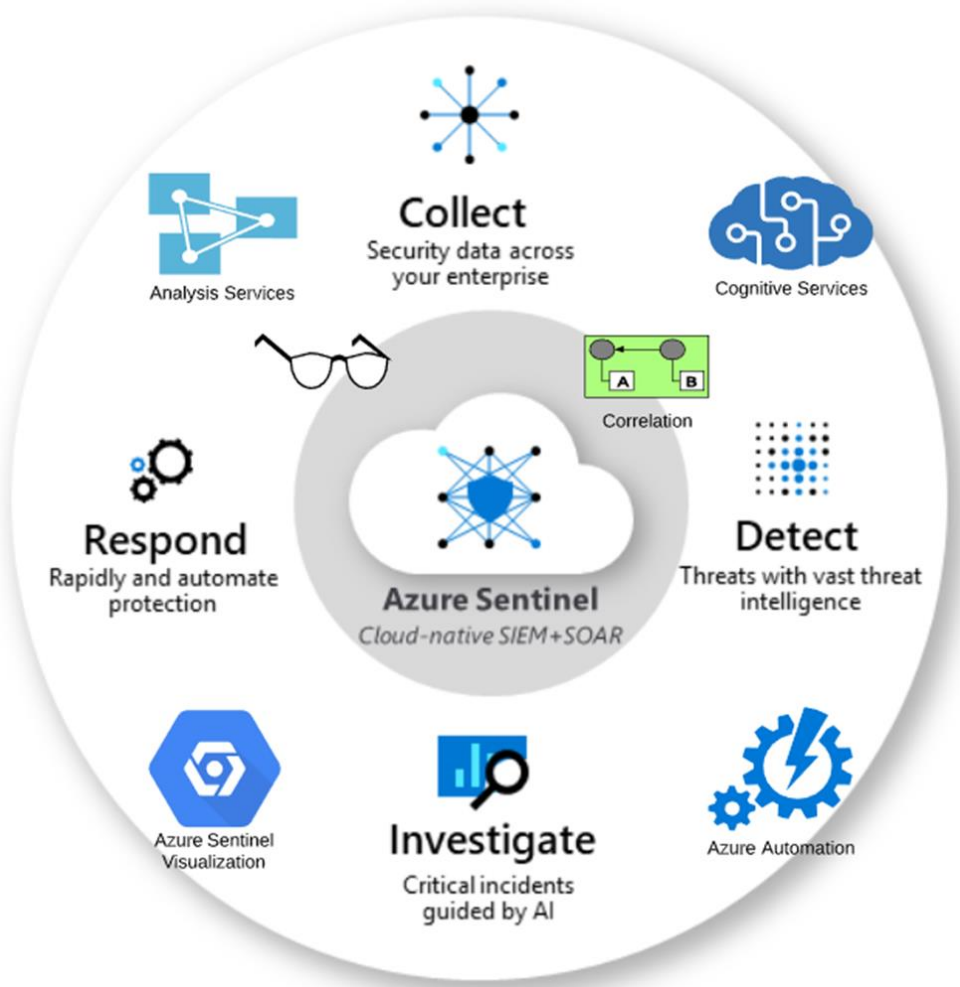 Collect
Security data across
your enterprise
Analysis Services
Cognitive Services
A
B
Correlation
Respond
Rapidly and automate
protection
Azure Sentinel
Cloud-native SIEM+SOAR
Detect
Threats with vast threat
intelligence
Azure Sentinel
Visualization
Investigate
Critical incidents
guided by AI
Azure Automation